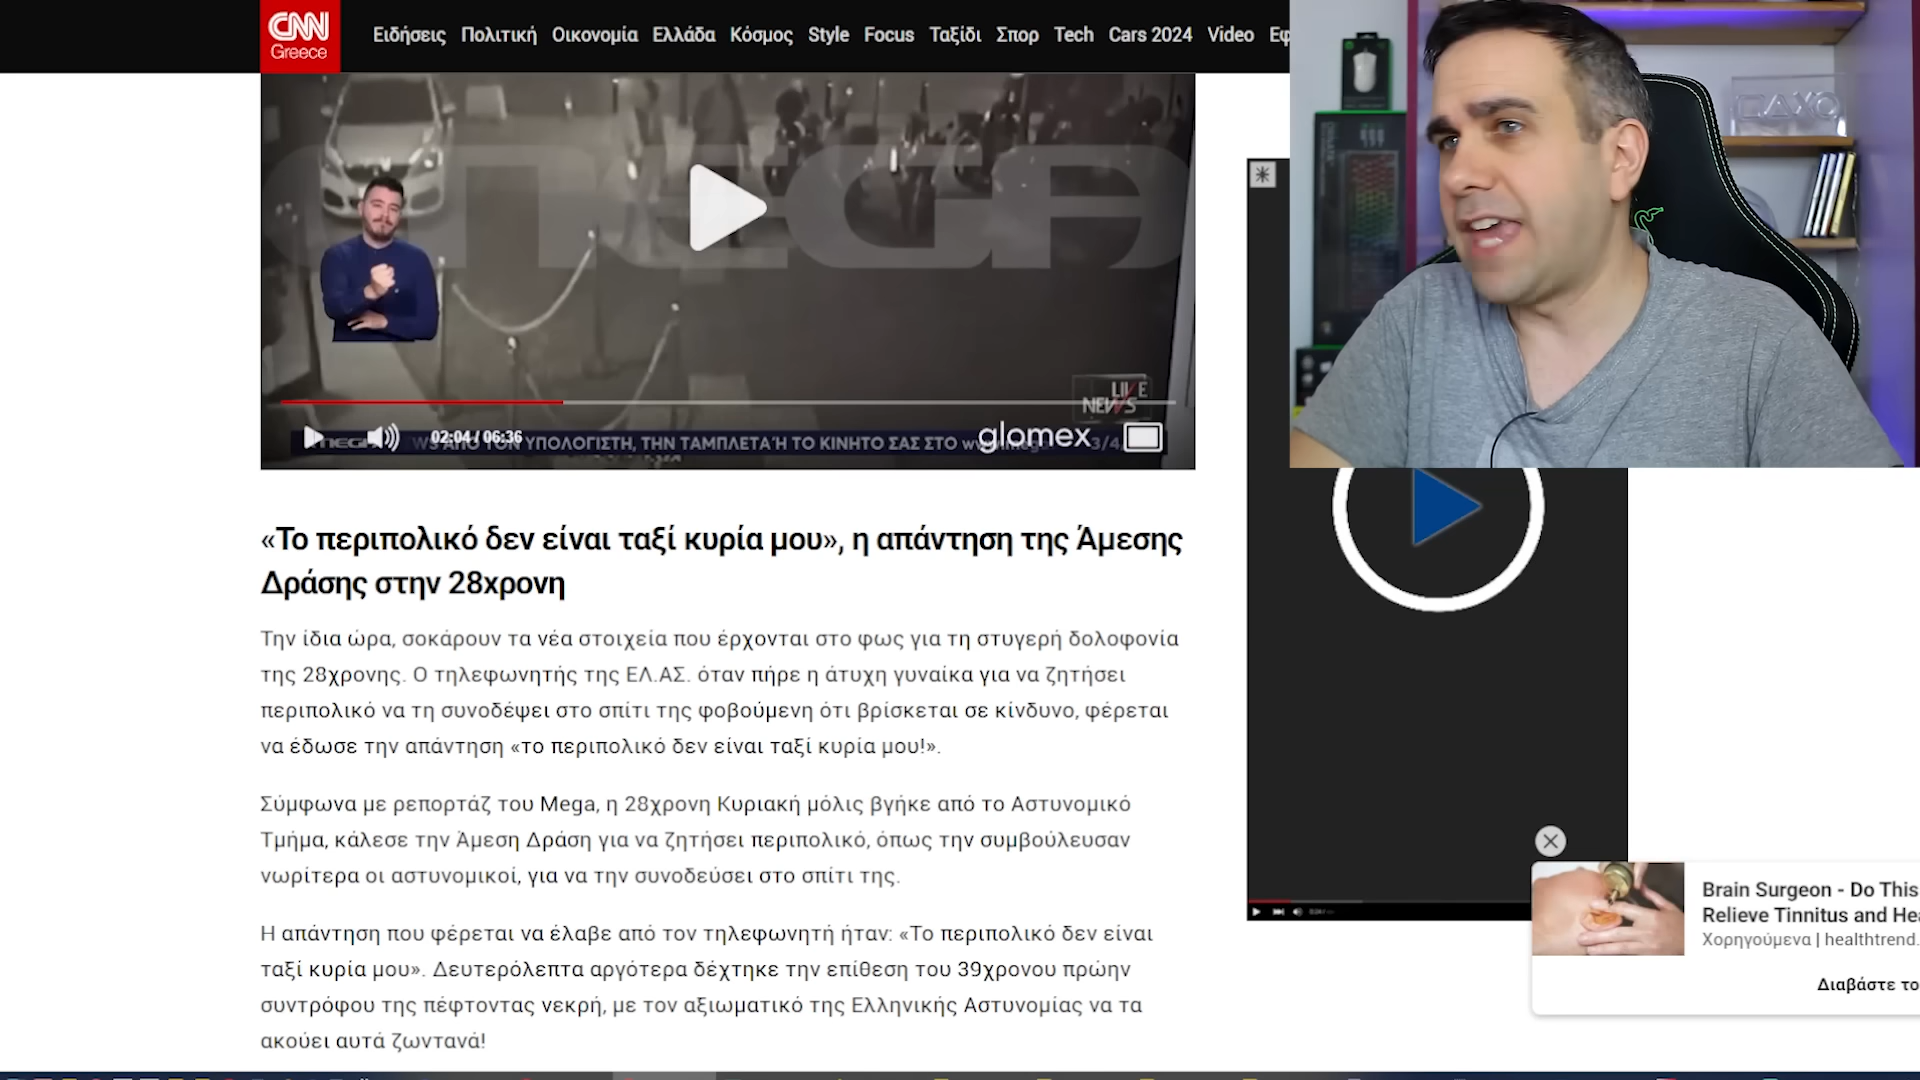 CNN
Greece
Ειδήσεις Πολιτική Οικονομία Ελλάδα Κόσμος Style Focus Ταξίδι Σπορ Tech Cars 2024 Video Εφ
MEGA
LIVE
NEWS
02:04 / 06:36
glomex
ΑΠΟ ΤΟΝ ΥΠΟΛΟΓΙΣΤΗ, ΤΗΝ ΤΑΜΠΛΕΤΑ Ή ΤΟ ΚΙΝΗΤΟ ΣΑΣ ΣΤΟ
«Το περιπολικό δεν είναι ταξί κυρία μου», η απάντηση της Άμεσης
Δράσης στην 28χρονη
Την ίδια ώρα, σοκάρουν τα νέα στοιχεία που έρχονται στο φως για τη στυγερή δολοφονία
της 28χρονης. Ο τηλεφωνητής της ΕΛ.ΑΣ. όταν πήρε η άτυχη γυναίκα για να ζητήσει
περιπολικό να τη συνοδέψει στο σπίτι της φοβούμενη ότι βρίσκεται σε κίνδυνο, φέρεται
να έδωσε την απάντηση «το περιπολικό δεν είναι ταξί κυρία μου!».
Σύμφωνα με ρεπορτάζ του Mega, η 28χρονη Κυριακή μόλις βγήκε από το Αστυνομικό
Τμήμα, κάλεσε την Άμεση Δράση για να ζητήσει περιπολικό, όπως την συμβούλευσαν
νωρίτερα οι αστυνομικοί, για να την συνοδεύσει στο σπίτι της.
Η απάντηση που φέρεται να έλαβε από τον τηλεφωνητή ήταν: «Το περιπολικό δεν είναι
ταξί κυρία μου». Δευτερόλεπτα αργότερα δέχτηκε την επίθεση του 39χρονου πρώην
συντρόφου της πέφτοντας νεκρή, με τον αξιωματικό της Ελληνικής Αστυνομίας να τα
ακούει αυτά ζωντανά!
Brain Surgeon - Do This
Relieve Tinnitus and Hea
Χορηγούμενα | healthtrend.
Διαβάστε το